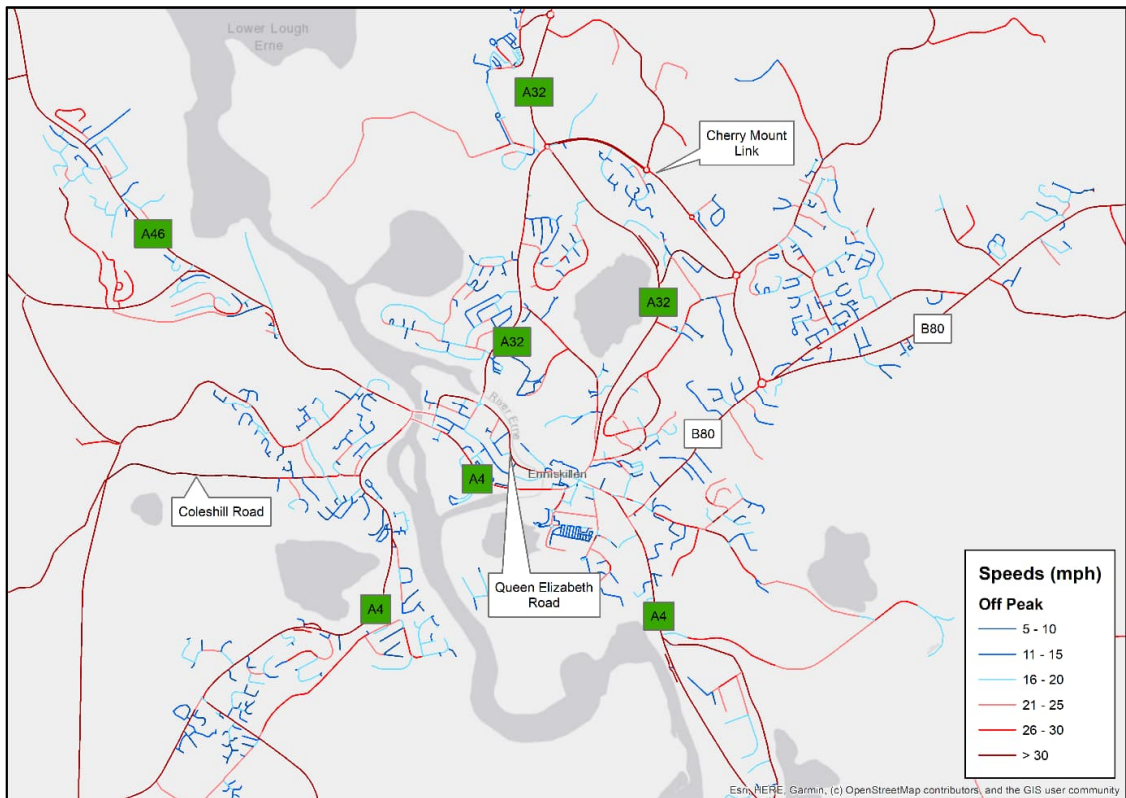 Lower Lough
Erne
A32
Cherry Mount
Link
A46
A32
A32
B80
River Erne
B80
Enniskillen
A4
Coleshill Road
Queen Elizabeth
Road
A4
A4
Speeds (mph)
Off Peak
5 - 10
11 - 15
16 - 20
21 - 25
26 - 30
> 30
Esri, HERE, Garmin, (c) OpenStreetMap contributors, and the GIS user community